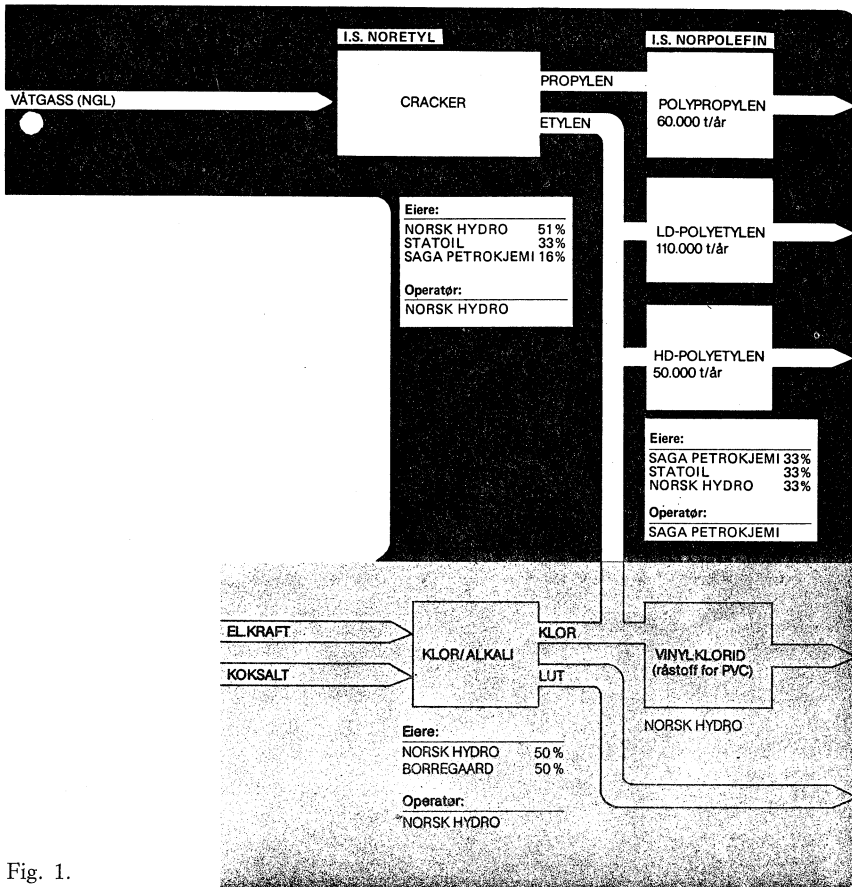 I.S. NORETYL
I.S. NORPOLEFIN
VÅTGASS (NGL)
CRACKER
PROPYLEN
ETYLEN
POLYPROPYLEN
60.000 t/år
LD-POLYETYLEN
110.000 t/år
HD-POLYETYLEN
50.000 t/år
Eiere:
NORSK HYDRO 51%
STATOIL 33%
SAGA PETROKJEMI 16%
Operatør:
NORSK HYDRO
Eiere:
SAGA PETROKJEMI 33%
STATOIL 33%
NORSK HYDRO 33%
Operatør:
SAGA PETROKJEMI
EL.KRAFT
KOKSALT
KLOR/ALKALI
KLOR
LUT
VINYLKLORID
(råstoff for PVC)
NORSK HYDRO
Eiere:
NORSK HYDRO 50%
BORREGAARD 50%
Operatør:
NORSK HYDRO
Fig. 1.